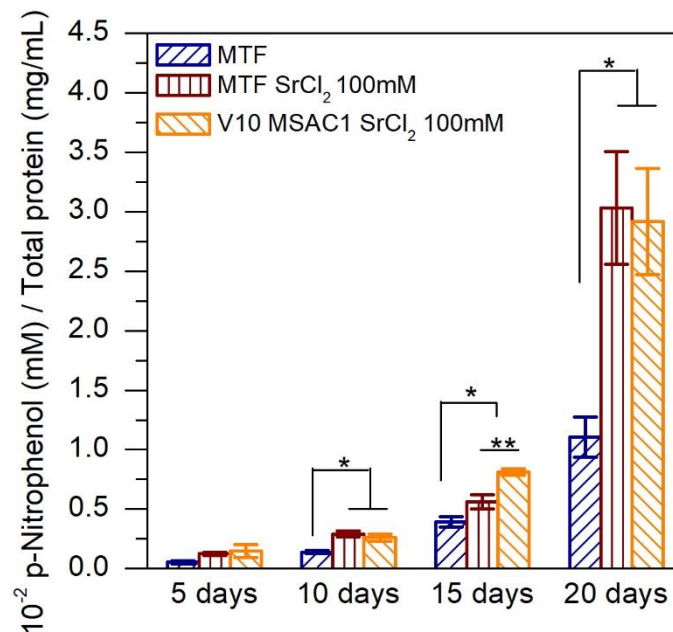 10⁻² p-Nitrophenol (mM) / Total protein (mg/mL)
4.5
4.0
3.5
3.0
2.5
2.0
1.5
1.0
0.5
0.0
MTF
MTF SrCl₂ 100mM
V10 MSAC1 SrCl₂ 100mM
*
*
**
*
5 days 10 days 15 days 20 days